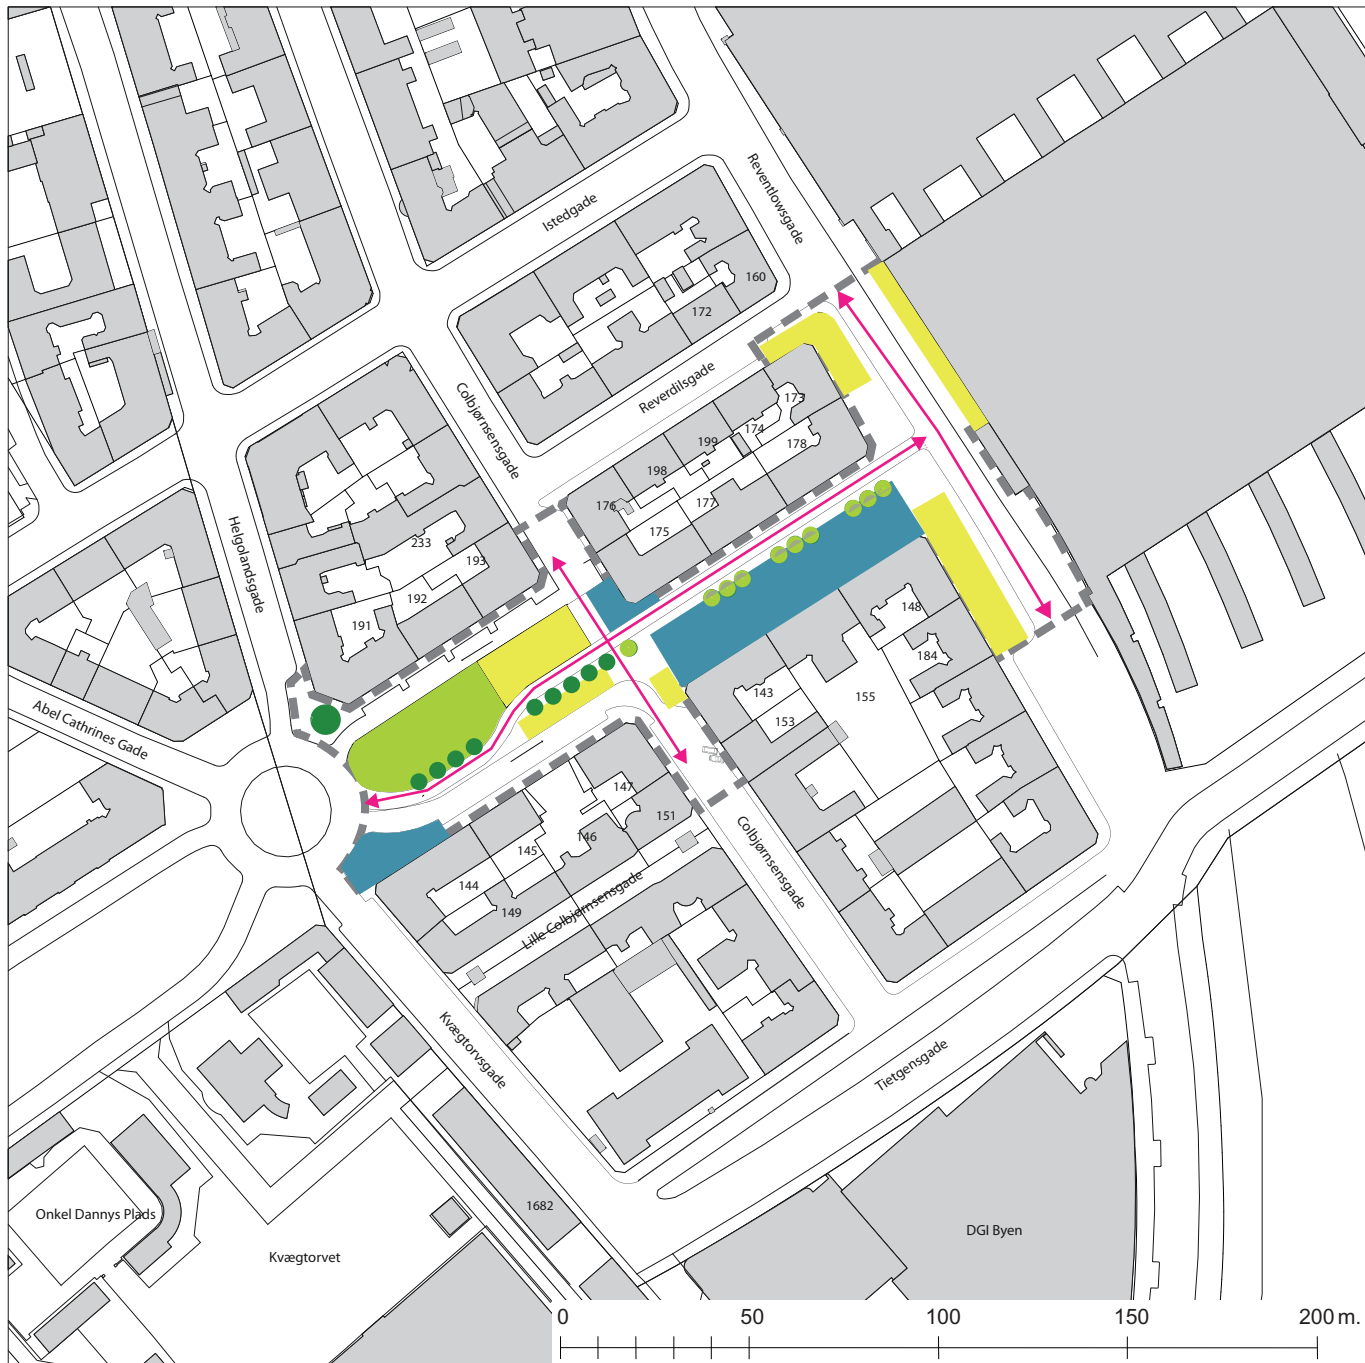 Istedgade
Reventlowsgade
160
172
Reverdilsgade
Colbjørnsensgade
173
174
199
178
198
176
177
175
233
193
192
191
Helgolandsgade
148
184
143
155
153
Abel Cathrines Gade
147
151
146
145
144
149
Colbjørnsensgade
Lille Colbjørnsensgade
Kvægtorvsgade
Tietgensgade
1682
Onkel Dannys Plads
DGI Byen
Kvægtorvet
0 50 100 150 200 m.